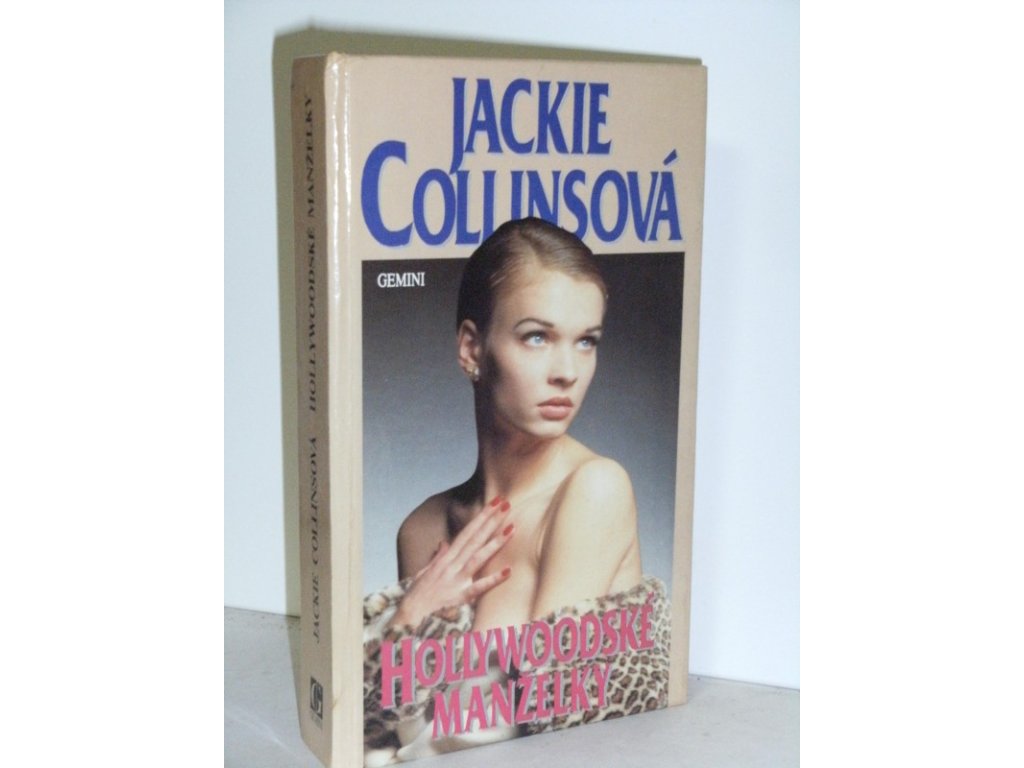 JACKIE
COLLINSOVÁ
GEMINI
HOLLYWOODSKÉ
MANŽELKY
JACKIE COLLINSOVÁ HOLLYWOODSKÉ MANŽELKY